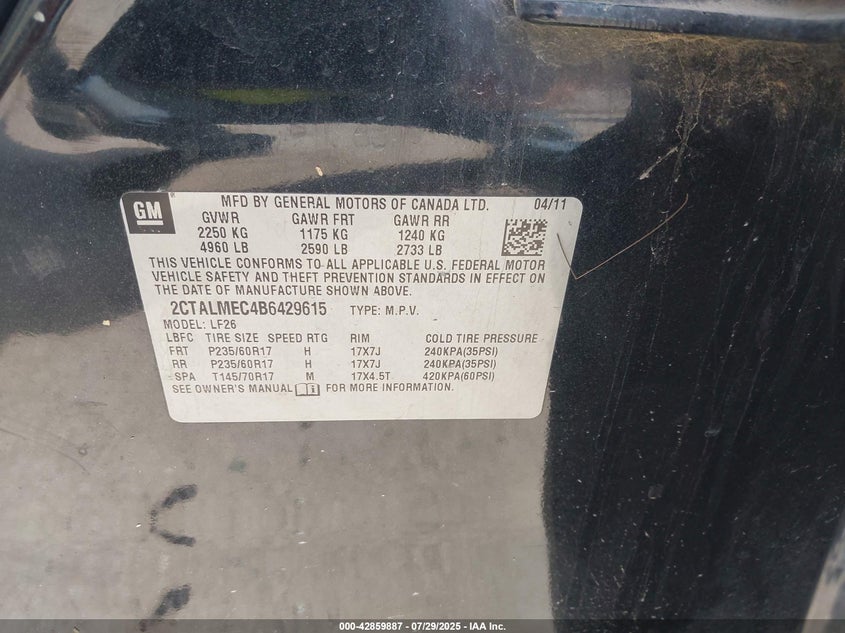 GM
MFD BY GENERAL MOTORS OF CANADA LTD. 04/11
GVWR GAWR FRT GAWR RR
2250 KG 1175 KG 1240 KG
4960 LB 2590 LB 2733 LB
THIS VEHICLE CONFORMS TO ALL APPLICABLE U.S. FEDERAL MOTOR
VEHICLE SAFETY AND THEFT PREVENTION STANDARDS IN EFFECT ON
THE DATE OF MANUFACTURE SHOWN ABOVE.
2CTALMEC4B6429615 TYPE: M.P.V.
MODEL: LF26
LBFC TIRE SIZE SPEED RTG RIM COLD TIRE PRESSURE
FRT P235/60R17 H 17X7J 240KPA(35PSI)
RR P235/60R17 H 17X7J 240KPA(35PSI)
SPA T145/70R17 M 17X4.5T 420KPA(60PSI)
SEE OWNER'S MANUAL FOR MORE INFORMATION.
000-42859887 - 07/29/2025 - IAA Inc.